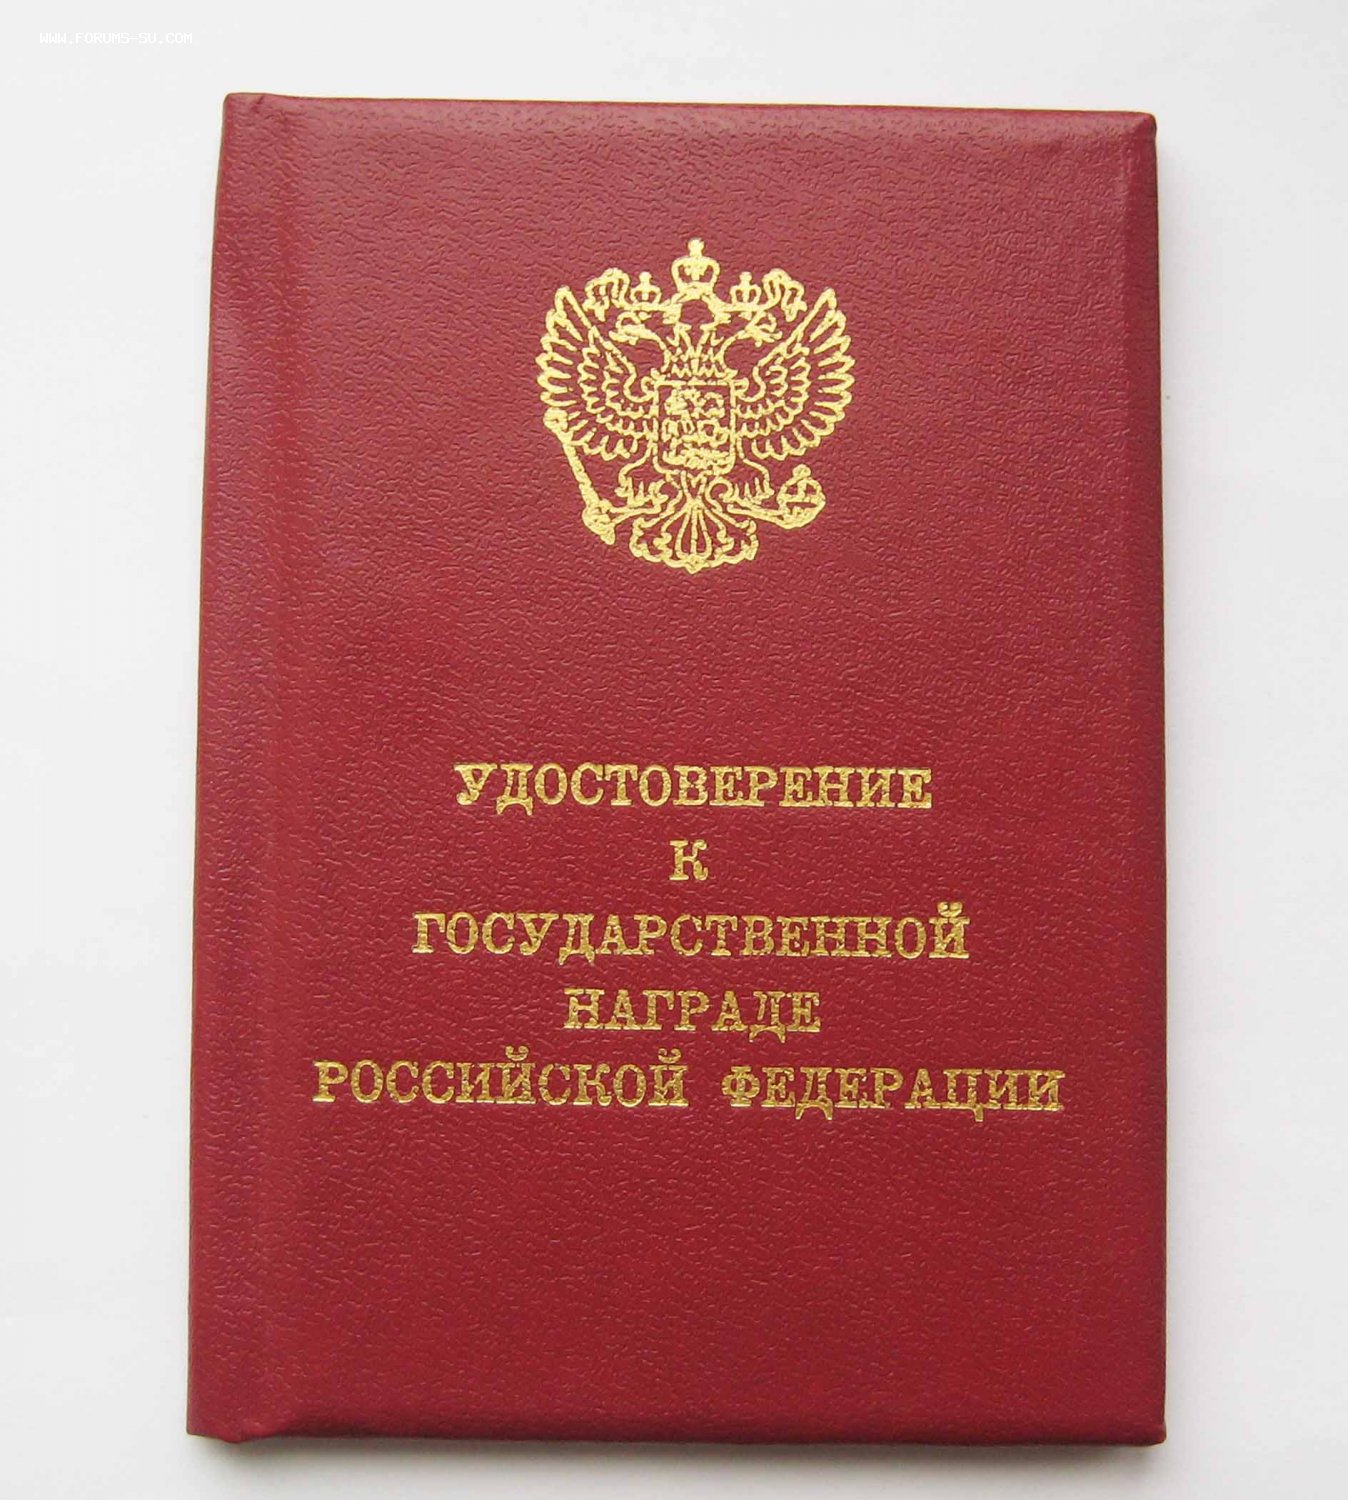 WWW.FORUMS-SU.COM
УДОСТОВЕРЕНИЕ
К
ГОСУДАРСТВЕННОЙ
НАГРАДЕ
РОССИЙСКОЙ ФЕДЕРАЦИИ